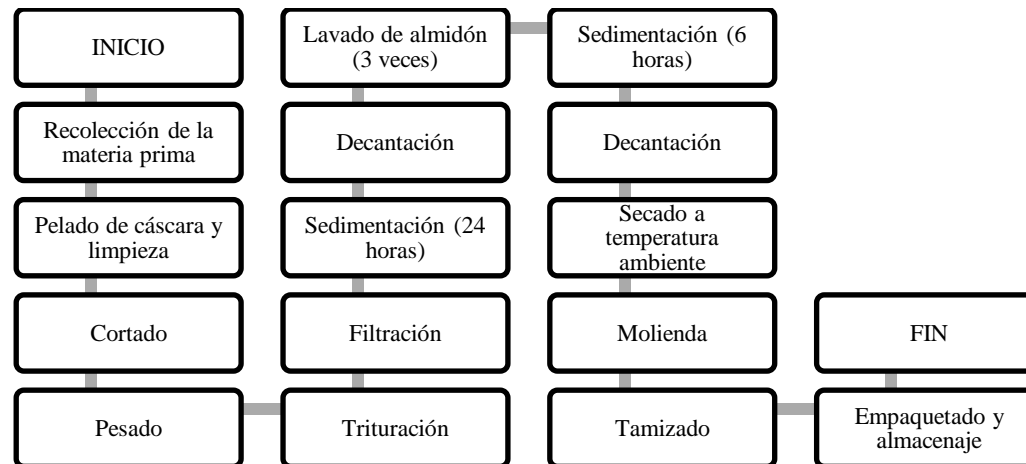 INICIO
Recolección de la
materia prima
Pelado de cáscara y
limpieza
Cortado
Pesado
Trituración
Filtración
Sedimentación (24
horas)
Decantación
Lavado de almidón
(3 veces)
Sedimentación (6
horas)
Decantación
Secado a
temperatura
ambiente
Molienda
Tamizado
Empaquetado y
almacenaje
FIN